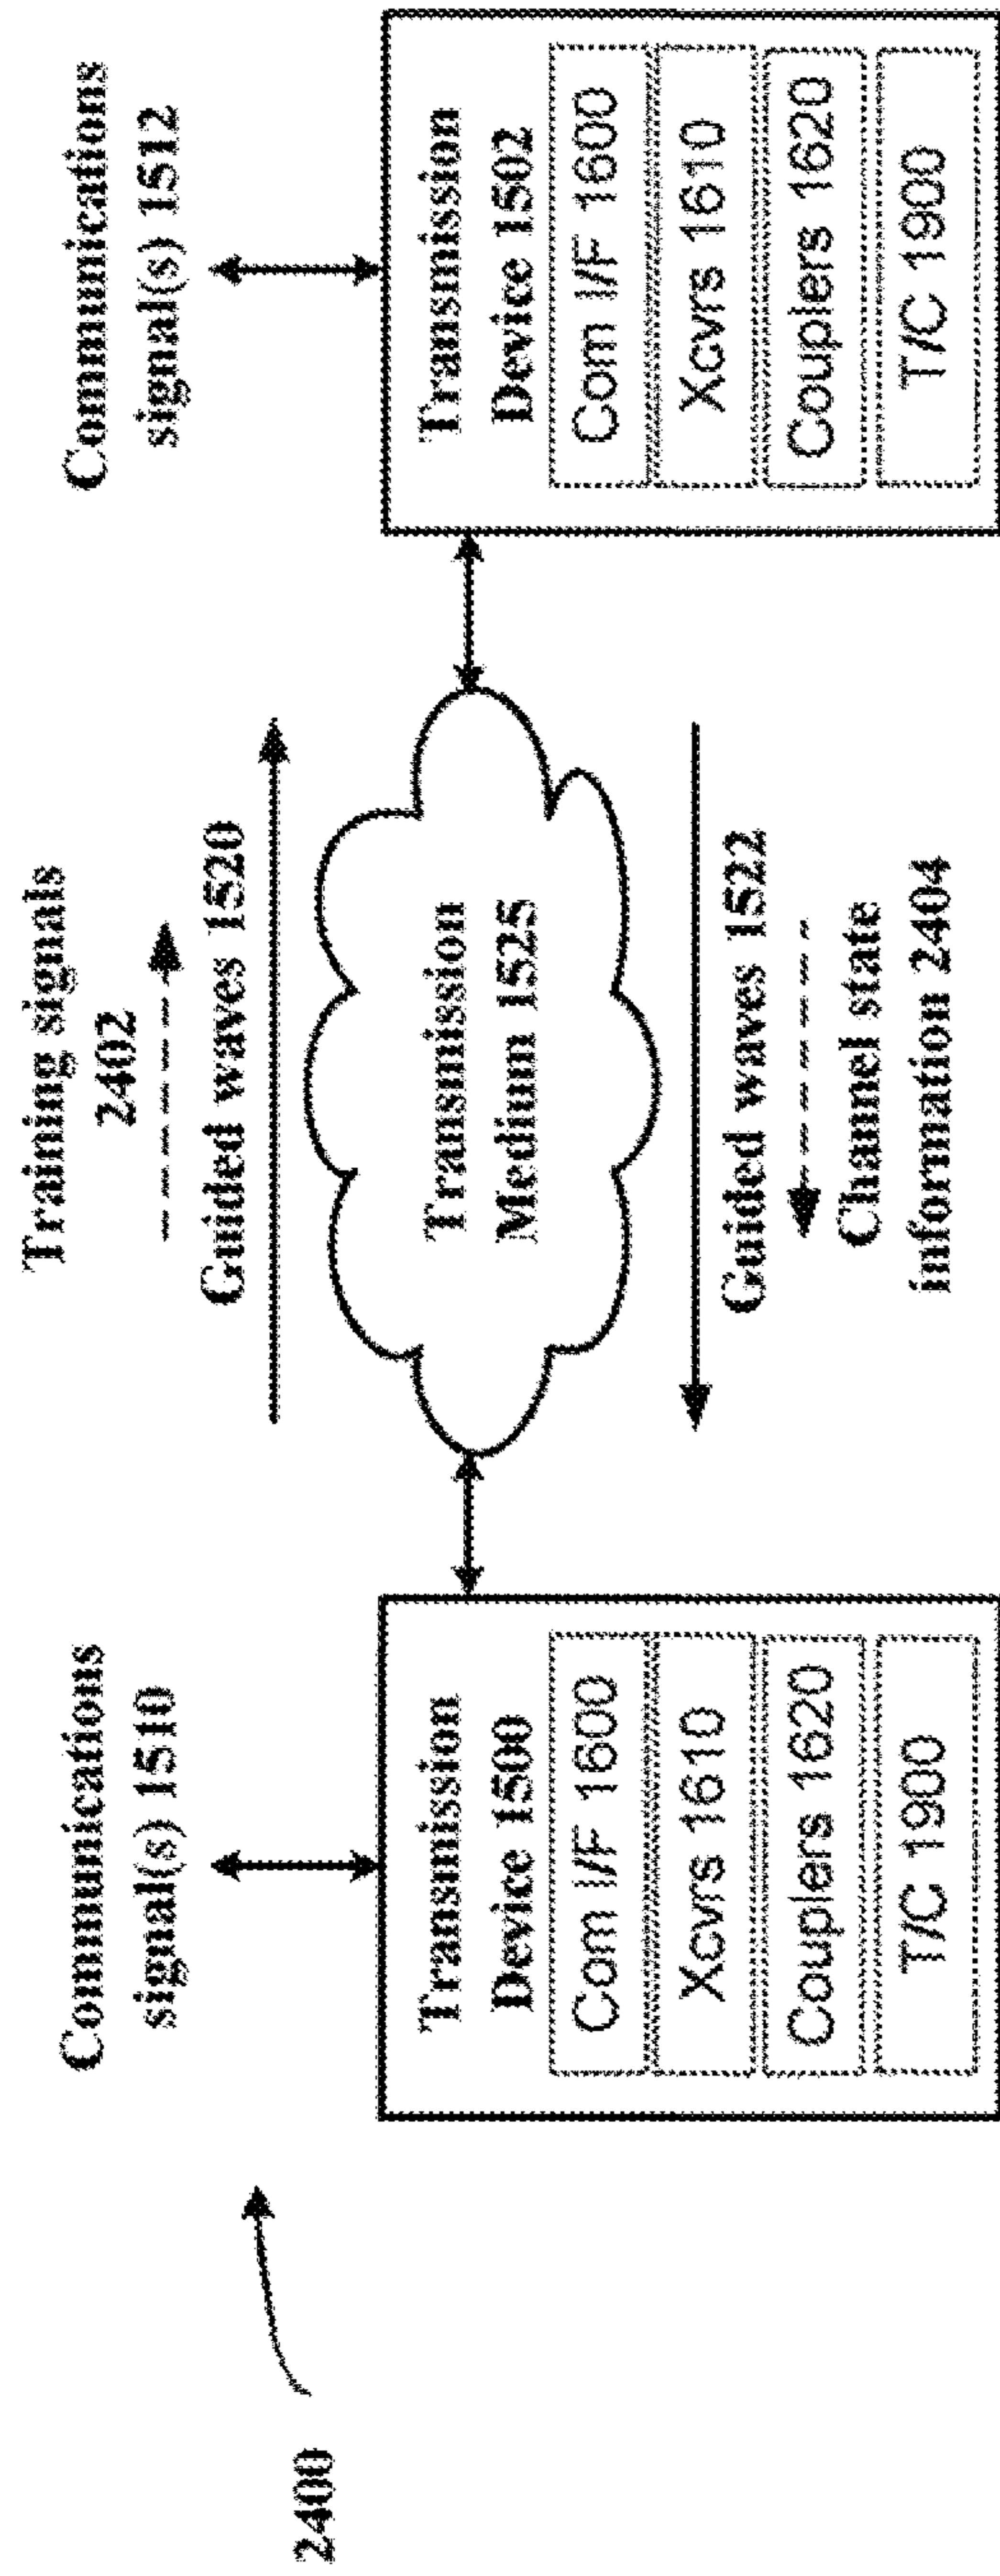 2400
Communications
signal(s) 1510
Transmission
Device 1500
Com I/F 1600
Xcvrs 1610
Couplers 1620
T/C 1900
Training signals
2402
Guided waves 1520
Transmission
Medium 1525
Guided waves 1522
Channel state
information 2404
Communications
signal(s) 1512
Transmission
Device 1502
Com I/F 1600
Xcvrs 1610
Couplers 1620
T/C 1900